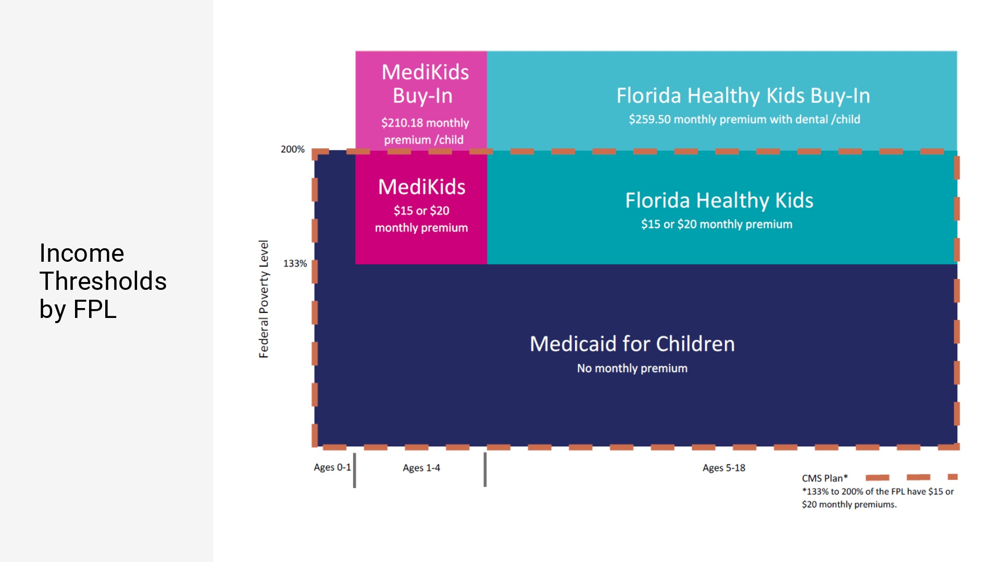 Income
Thresholds
by FPL
MediKids
Buy-In
$210.18 monthly
premium /child
Florida Healthy Kids Buy-In
$259.50 monthly premium with dental /child
200%
MediKids
$15 or $20
monthly premium
Florida Healthy Kids
$15 or $20 monthly premium
133%
Federal Poverty Level
Medicaid for Children
No monthly premium
Ages 0-1
Ages 1-4
Ages 5-18
CMS Plan*
*133% to 200% of the FPL have $15 or
$20 monthly premiums.